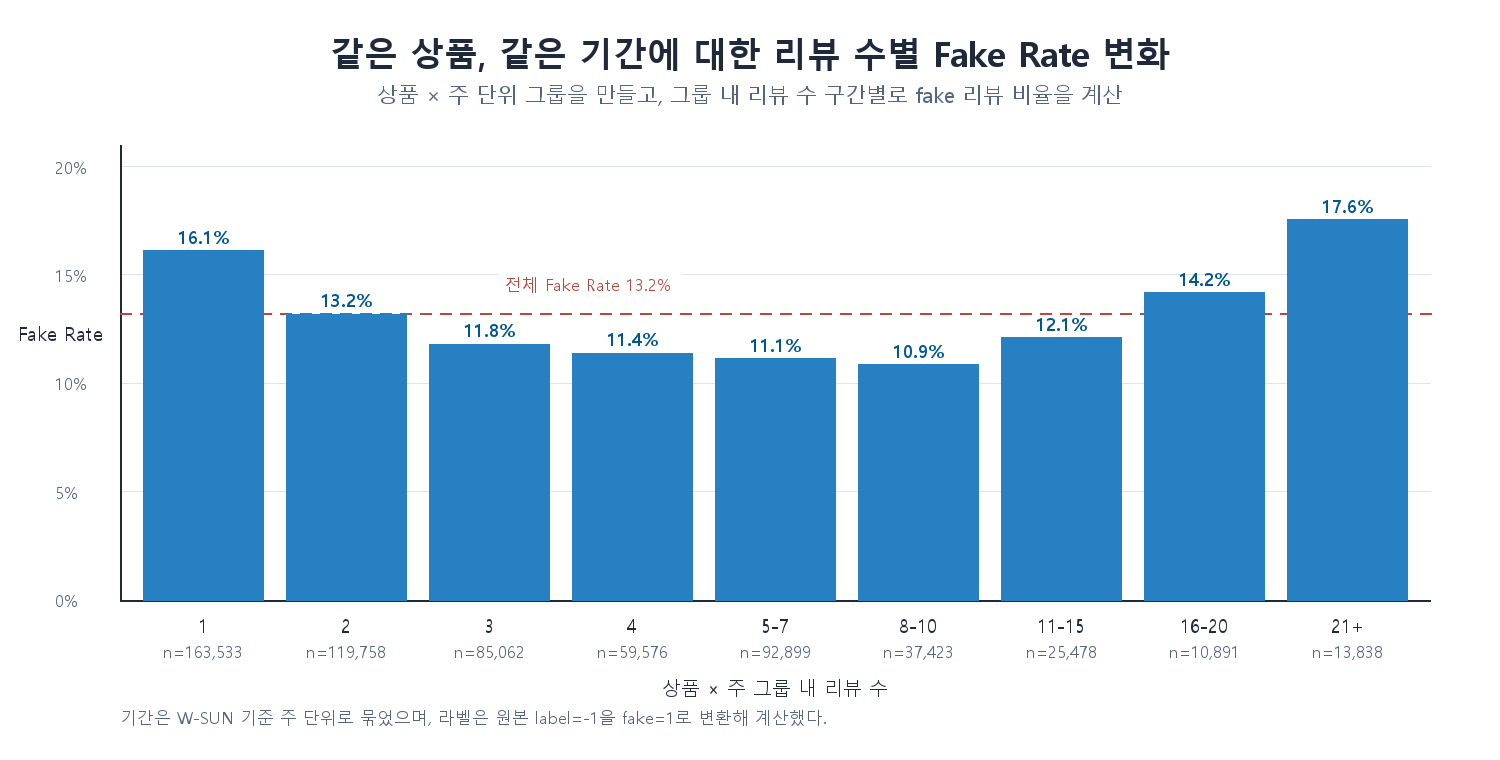 같은 상품, 같은 기간에 대한 리뷰 수별 Fake Rate 변화
상품 × 주 단위 그룹을 만들고, 그룹 내 리뷰 수 구간별로 fake 리뷰 비율을 계산
20%
15%
10%
5%
0%
Fake Rate
전체 Fake Rate 13.2%
16.1%
13.2%
11.8%
11.4%
11.1%
10.9%
12.1%
14.2%
17.6%
1
n=163,533
2
n=119,758
3
n=85,062
4
n=59,576
5–7
n=92,899
8–10
n=37,423
11–15
n=25,478
16–20
n=10,891
21+
n=13,838
상품 × 주 그룹 내 리뷰 수
기간은 W-SUN 기준 주 단위로 묶었으며, 라벨은 원본 label=-1을 fake=1로 변환해 계산했다.